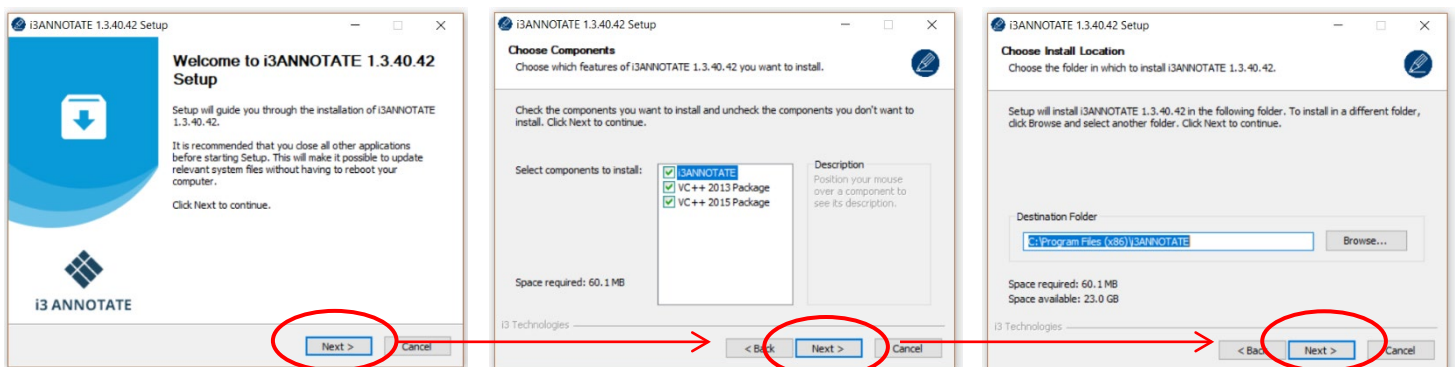 i3ANNOTATE 1.3.40.42 Setup
Welcome to i3ANNOTATE 1.3.40.42
Setup
Setup will guide you through the installation of i3ANNOTATE
1.3.40.42.
It is recommended that you close all other applications
before starting Setup. This will make it possible to update
relevant system files without having to reboot your
computer.
Click Next to continue.
i3 ANNOTATE
Next >
Cancel
i3ANNOTATE 1.3.40.42 Setup
Choose Components
Choose which features of i3ANNOTATE 1.3.40.42 you want to install.
Check the components you want to install and uncheck the components you don't want to
install. Click Next to continue.
Select components to install:
i3ANNOTATE
VC++ 2013 Package
VC++ 2015 Package
Description
Position your mouse
over a component to
see its description.
Space required: 60.1 MB
i3 Technologies
< Back
Next >
Cancel
i3ANNOTATE 1.3.40.42 Setup
Choose Install Location
Choose the folder in which to install i3ANNOTATE 1.3.40.42.
Setup will install i3ANNOTATE 1.3.40.42 in the following folder. To install in a different folder,
click Browse and select another folder. Click Next to continue.
Destination Folder
C:\Program Files (x86)\i3ANNOTATE
Browse...
Space required: 60.1 MB
Space available: 23.0 GB
i3 Technologies
< Back
Next >
Cancel